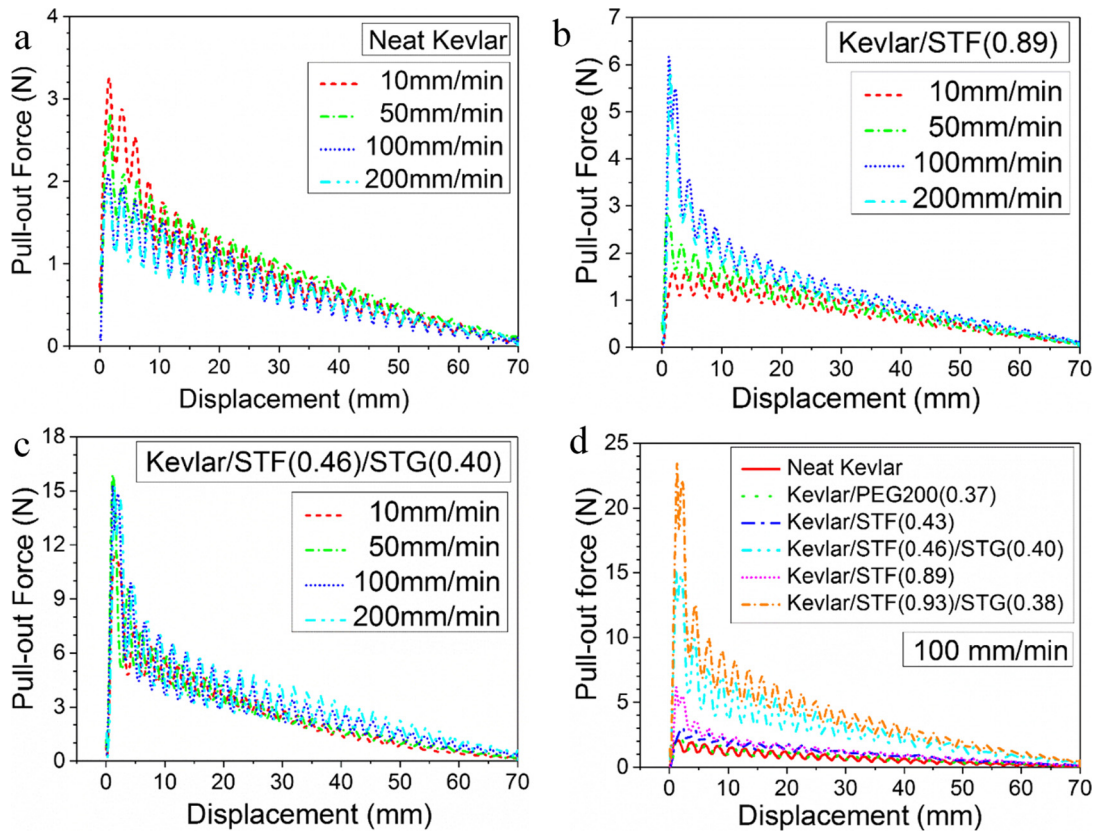 a
Neat Kevlar
10mm/min
50mm/min
100mm/min
200mm/min
Pull-out Force (N)
4
3
2
1
0
0 10 20 30 40 50 60 70
Displacement (mm)
b
Kevlar/STF(0.89)
10mm/min
50mm/min
100mm/min
200mm/min
Pull-out Force (N)
7
6
5
4
3
2
1
0
0 10 20 30 40 50 60 70
Displacement (mm)
c
Kevlar/STF(0.46)/STG(0.40)
10mm/min
50mm/min
100mm/min
200mm/min
Pull-out Force (N)
18
15
12
9
6
3
0
0 10 20 30 40 50 60 70
Displacement (mm)
d
Neat Kevlar
Kevlar/PEG200(0.37)
Kevlar/STF(0.43)
Kevlar/STF(0.46)/STG(0.40)
Kevlar/STF(0.89)
Kevlar/STF(0.93)/STG(0.38)
100 mm/min
Pull-out force (N)
25
20
15
10
5
0
0 10 20 30 40 50 60 70
Displacement (mm)